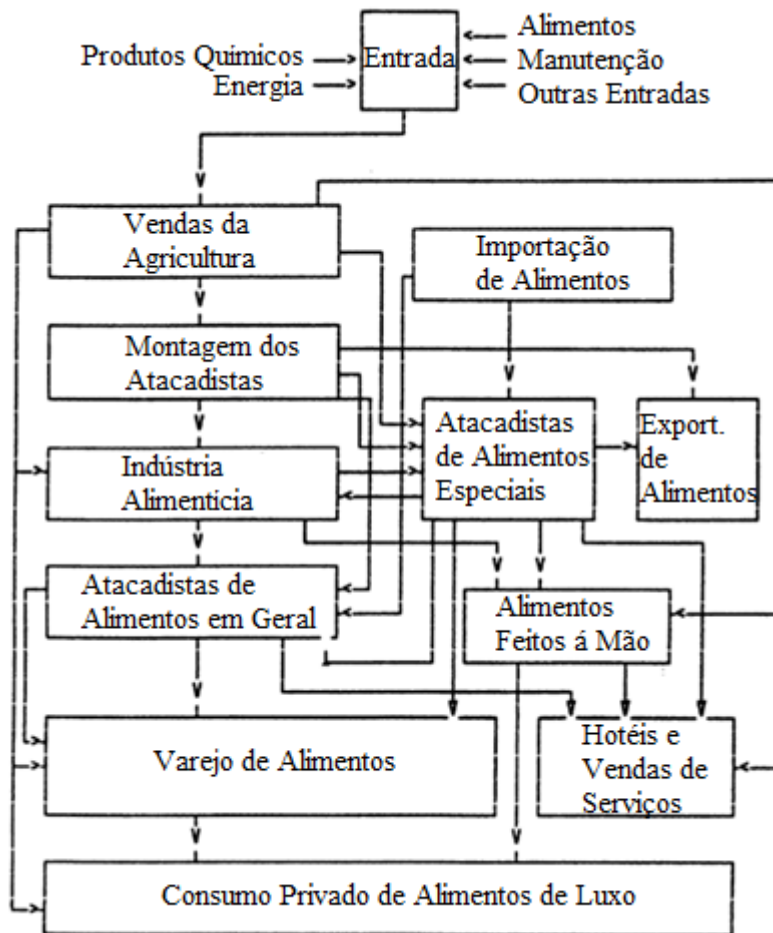 Produtos Químicos
Energia
Entrada
Alimentos
Manutenção
Outras Entradas
Vendas da
Agricultura
Importação
de Alimentos
Montagem dos
Atacadistas
Atacadistas
de Alimentos
Especiais
Export.
de
Alimentos
Indústria
Alimentícia
Atacadistas de
Alimentos em Geral
Alimentos
Feitos á Mão
Varejo de Alimentos
Hotéis e
Vendas de
Serviços
Consumo Privado de Alimentos de Luxo